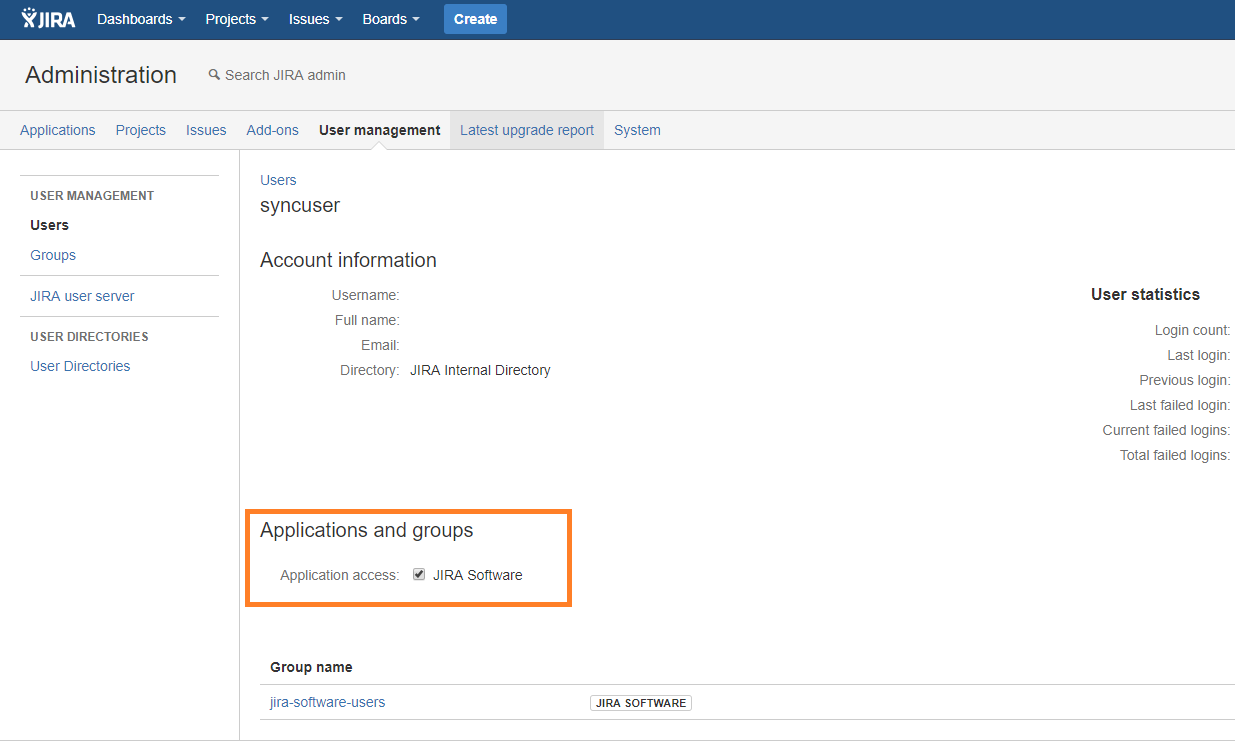 JIRA Dashboards Projects Issues Boards Create
Administration Search JIRA admin
Applications Projects Issues Add-ons User management Latest upgrade report System
USER MANAGEMENT
Users
Groups
JIRA user server
USER DIRECTORIES
User Directories
Users
syncuser
Account information
Username:
Full name:
Email:
Directory: JIRA Internal Directory
User statistics
Login count:
Last login:
Previous login:
Last failed login:
Current failed logins:
Total failed logins:
Applications and groups
Application access: JIRA Software
Group name
jira-software-users JIRA SOFTWARE